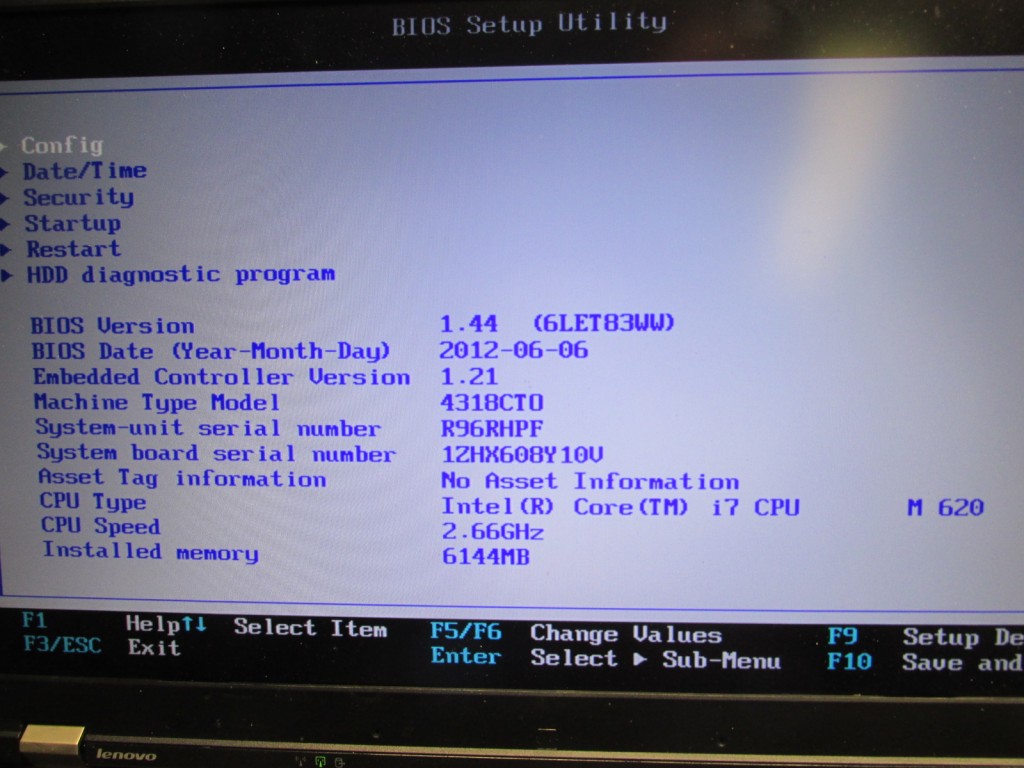 BIOS Setup Utility
Config
Date/Time
Security
Startup
Restart
HDD diagnostic program
BIOS Version 1.44 (6LET83WW)
BIOS Date (Year-Month-Day) 2012-06-06
Embedded Controller Version 1.21
Machine Type Model 4318CTO
System-unit serial number R96RHPF
System board serial number 1ZHX608Y10V
Asset Tag information No Asset Information
CPU Type Intel(R) Core(TM) i7 CPU M 620
CPU Speed 2.66GHz
Installed memory 6144MB
F1 Help ↑↓ Select Item F5/F6 Change Values F9 Setup De
F3/ESC Exit Enter Select ▶ Sub-Menu F10 Save and
lenovo